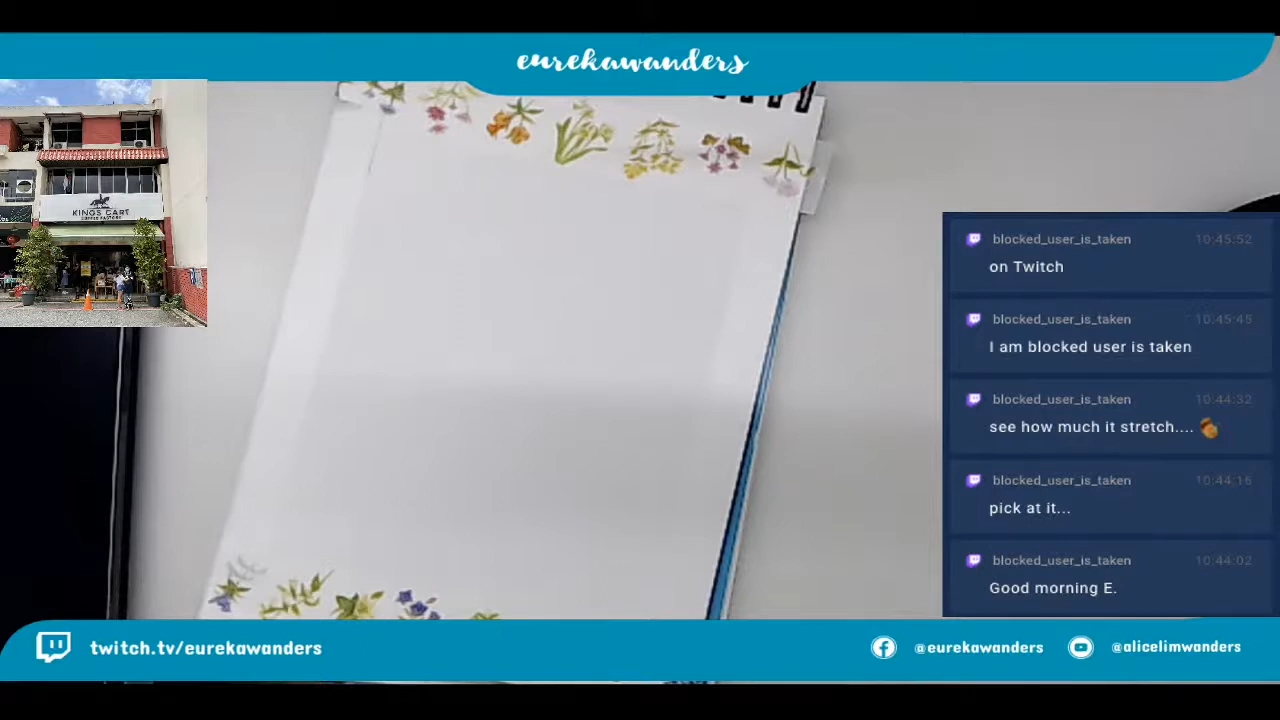 eurekawanders
KINGS CART
COFFEE FACTORY
blocked_user_is_taken 10:45:52
on Twitch
blocked_user_is_taken 10:45:45
I am blocked user is taken
blocked_user_is_taken 10:44:32
see how much it stretch....
blocked_user_is_taken 10:44:16
pick at it...
blocked_user_is_taken 10:44:02
Good morning E.
twitch.tv/eurekawanders
@eurekawanders
@alicelimwanders